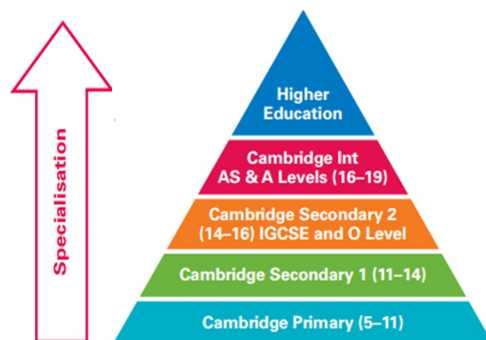 Specialisation
Higher
Education
Cambridge Int
AS & A Levels (16–19)
Cambridge Secondary 2
(14–16) IGCSE and O Level
Cambridge Secondary 1 (11–14)
Cambridge Primary (5–11)